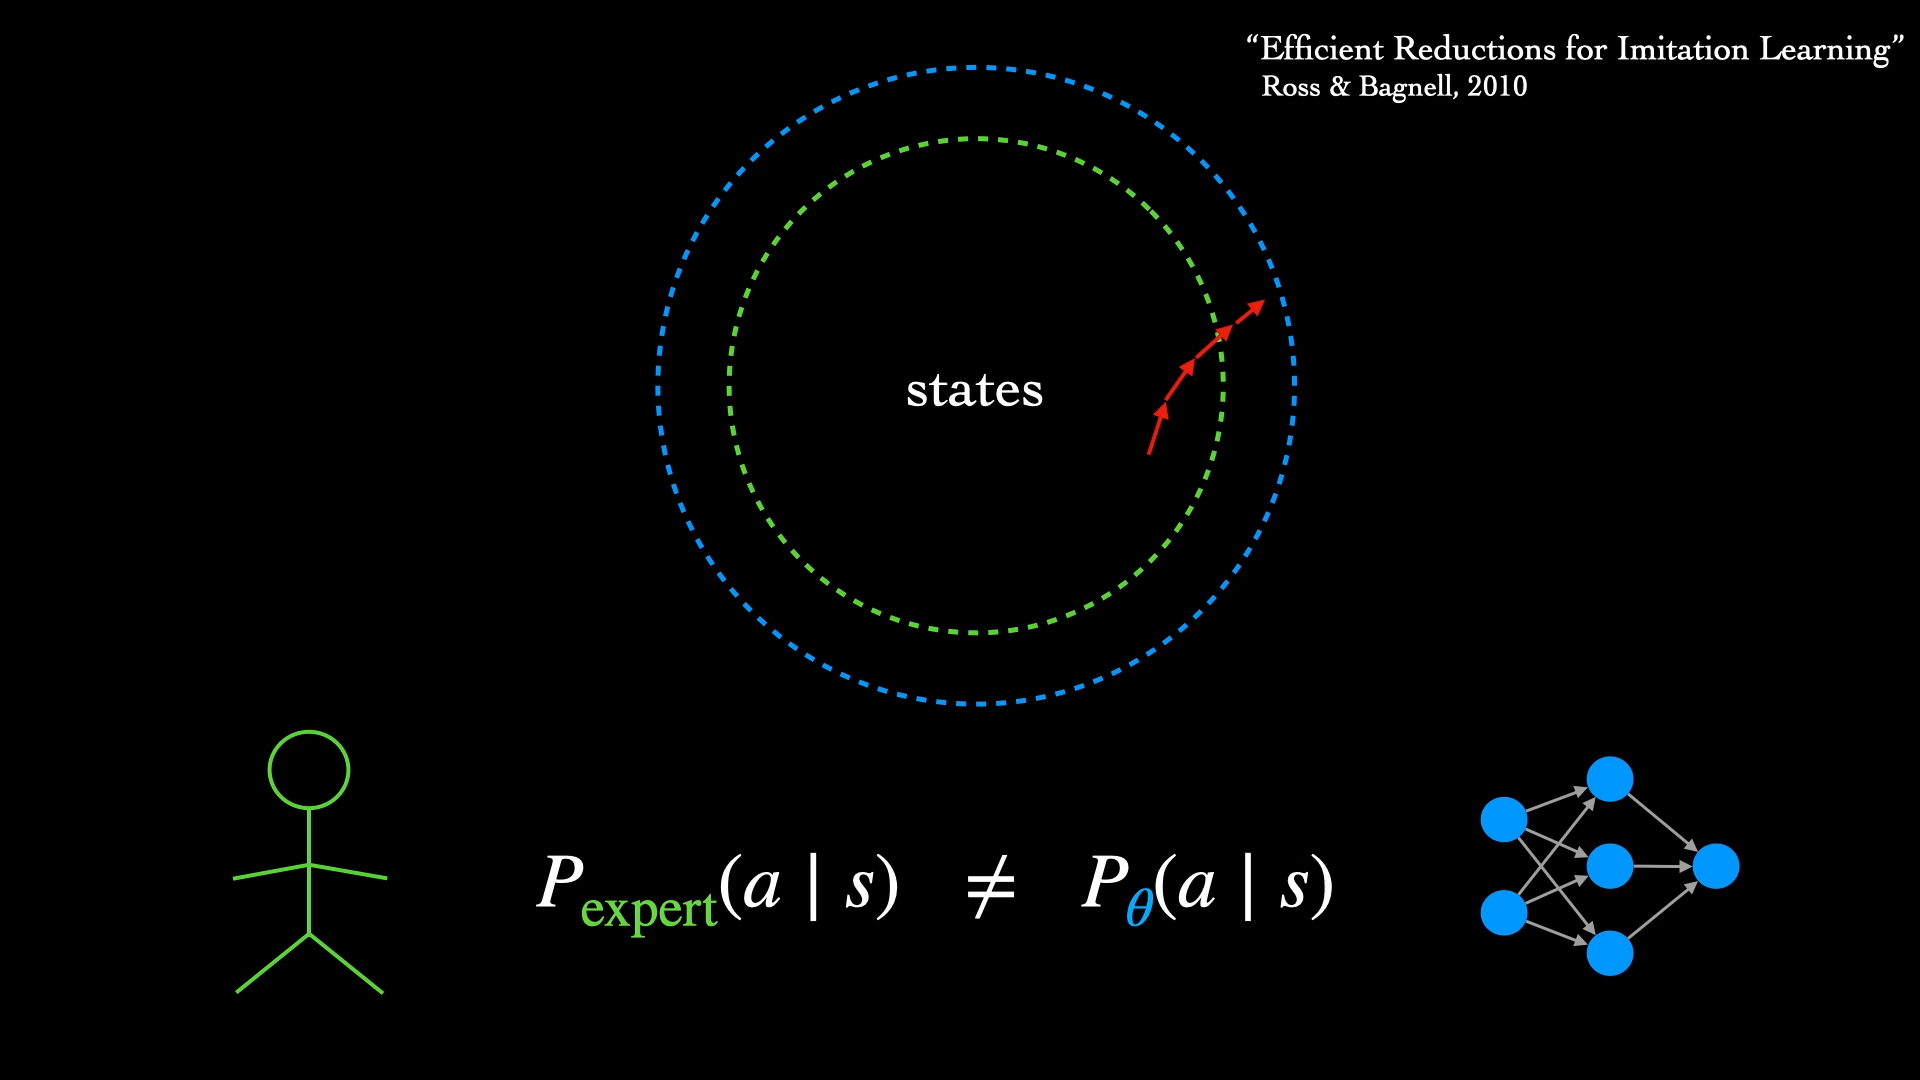 “Efficient Reductions for Imitation Learning”
Ross & Bagnell, 2010
states
P_expert(a | s) ≠ P_θ(a | s)